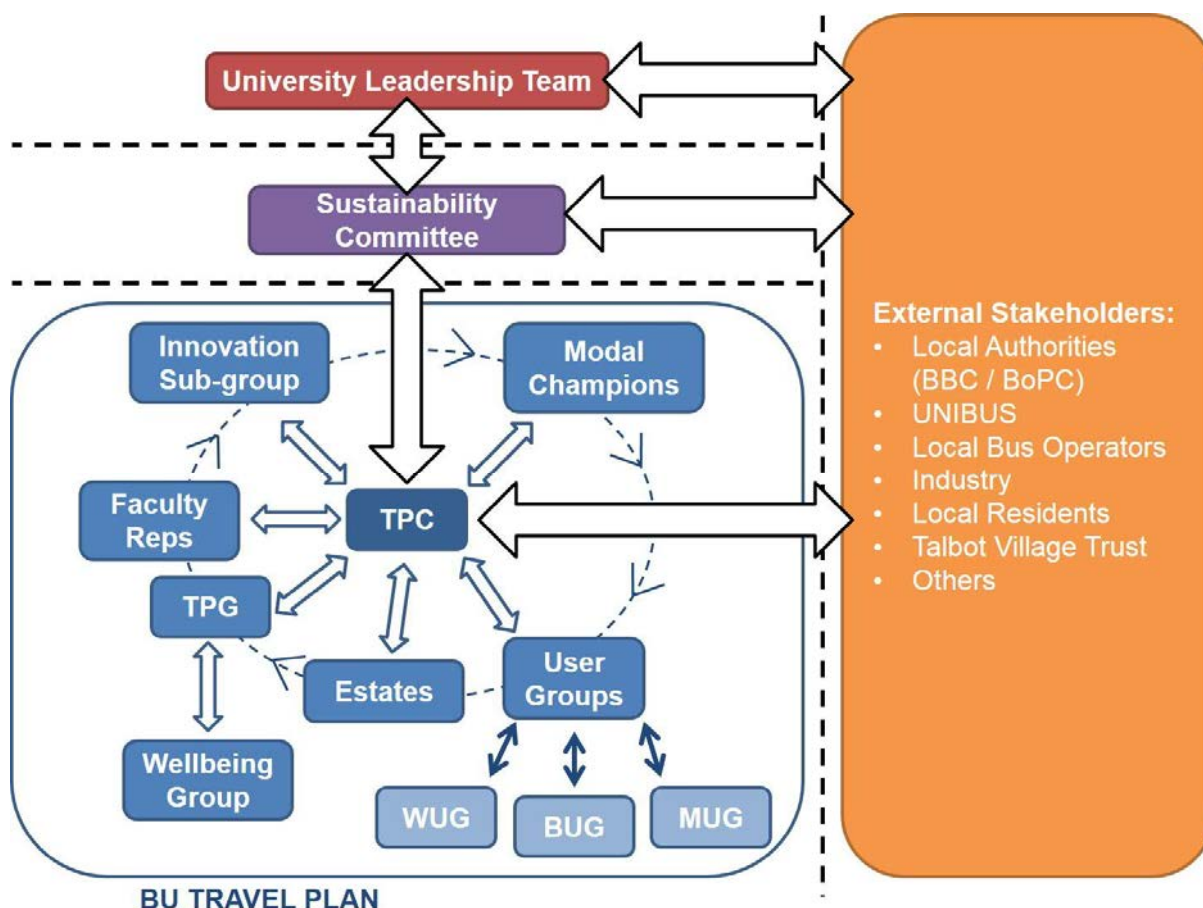 University Leadership Team
Sustainability
Committee
Innovation
Sub-group
Modal
Champions
Faculty
Reps
TPC
TPG
Estates
User
Groups
Wellbeing
Group
WUG
BUG
MUG
BU TRAVEL PLAN
External Stakeholders:
• Local Authorities
(BBC / BoPC)
• UNIBUS
• Local Bus Operators
• Industry
• Local Residents
• Talbot Village Trust
• Others